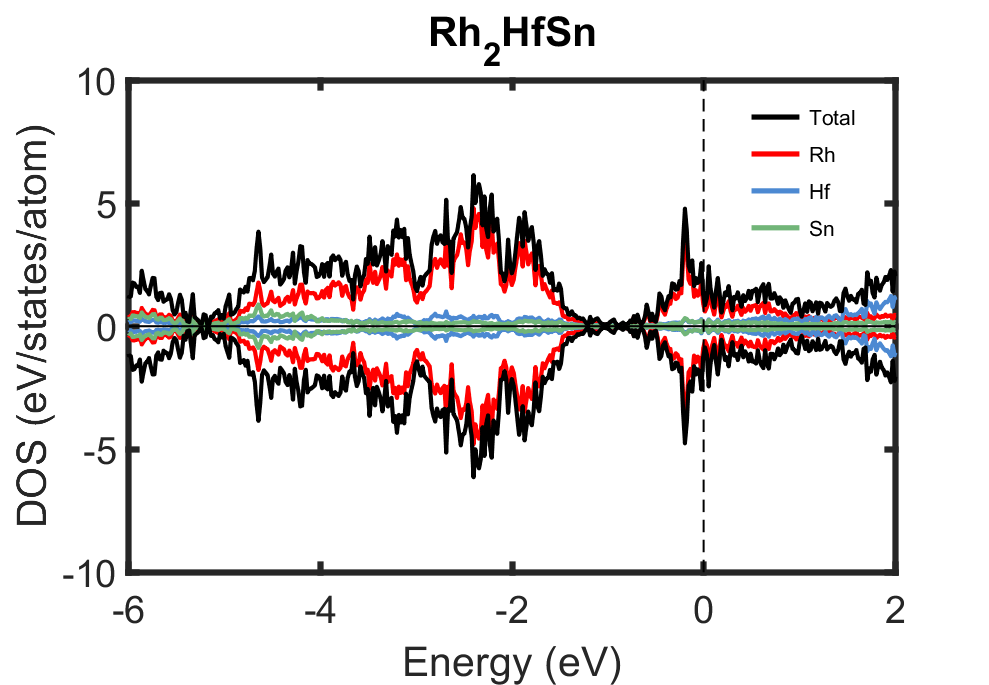 Rh2HfSn
10
5
0
-5
-10
DOS (eV/states/atom)
Total
Rh
Hf
Sn
-6 -4 -2 0 2
Energy (eV)